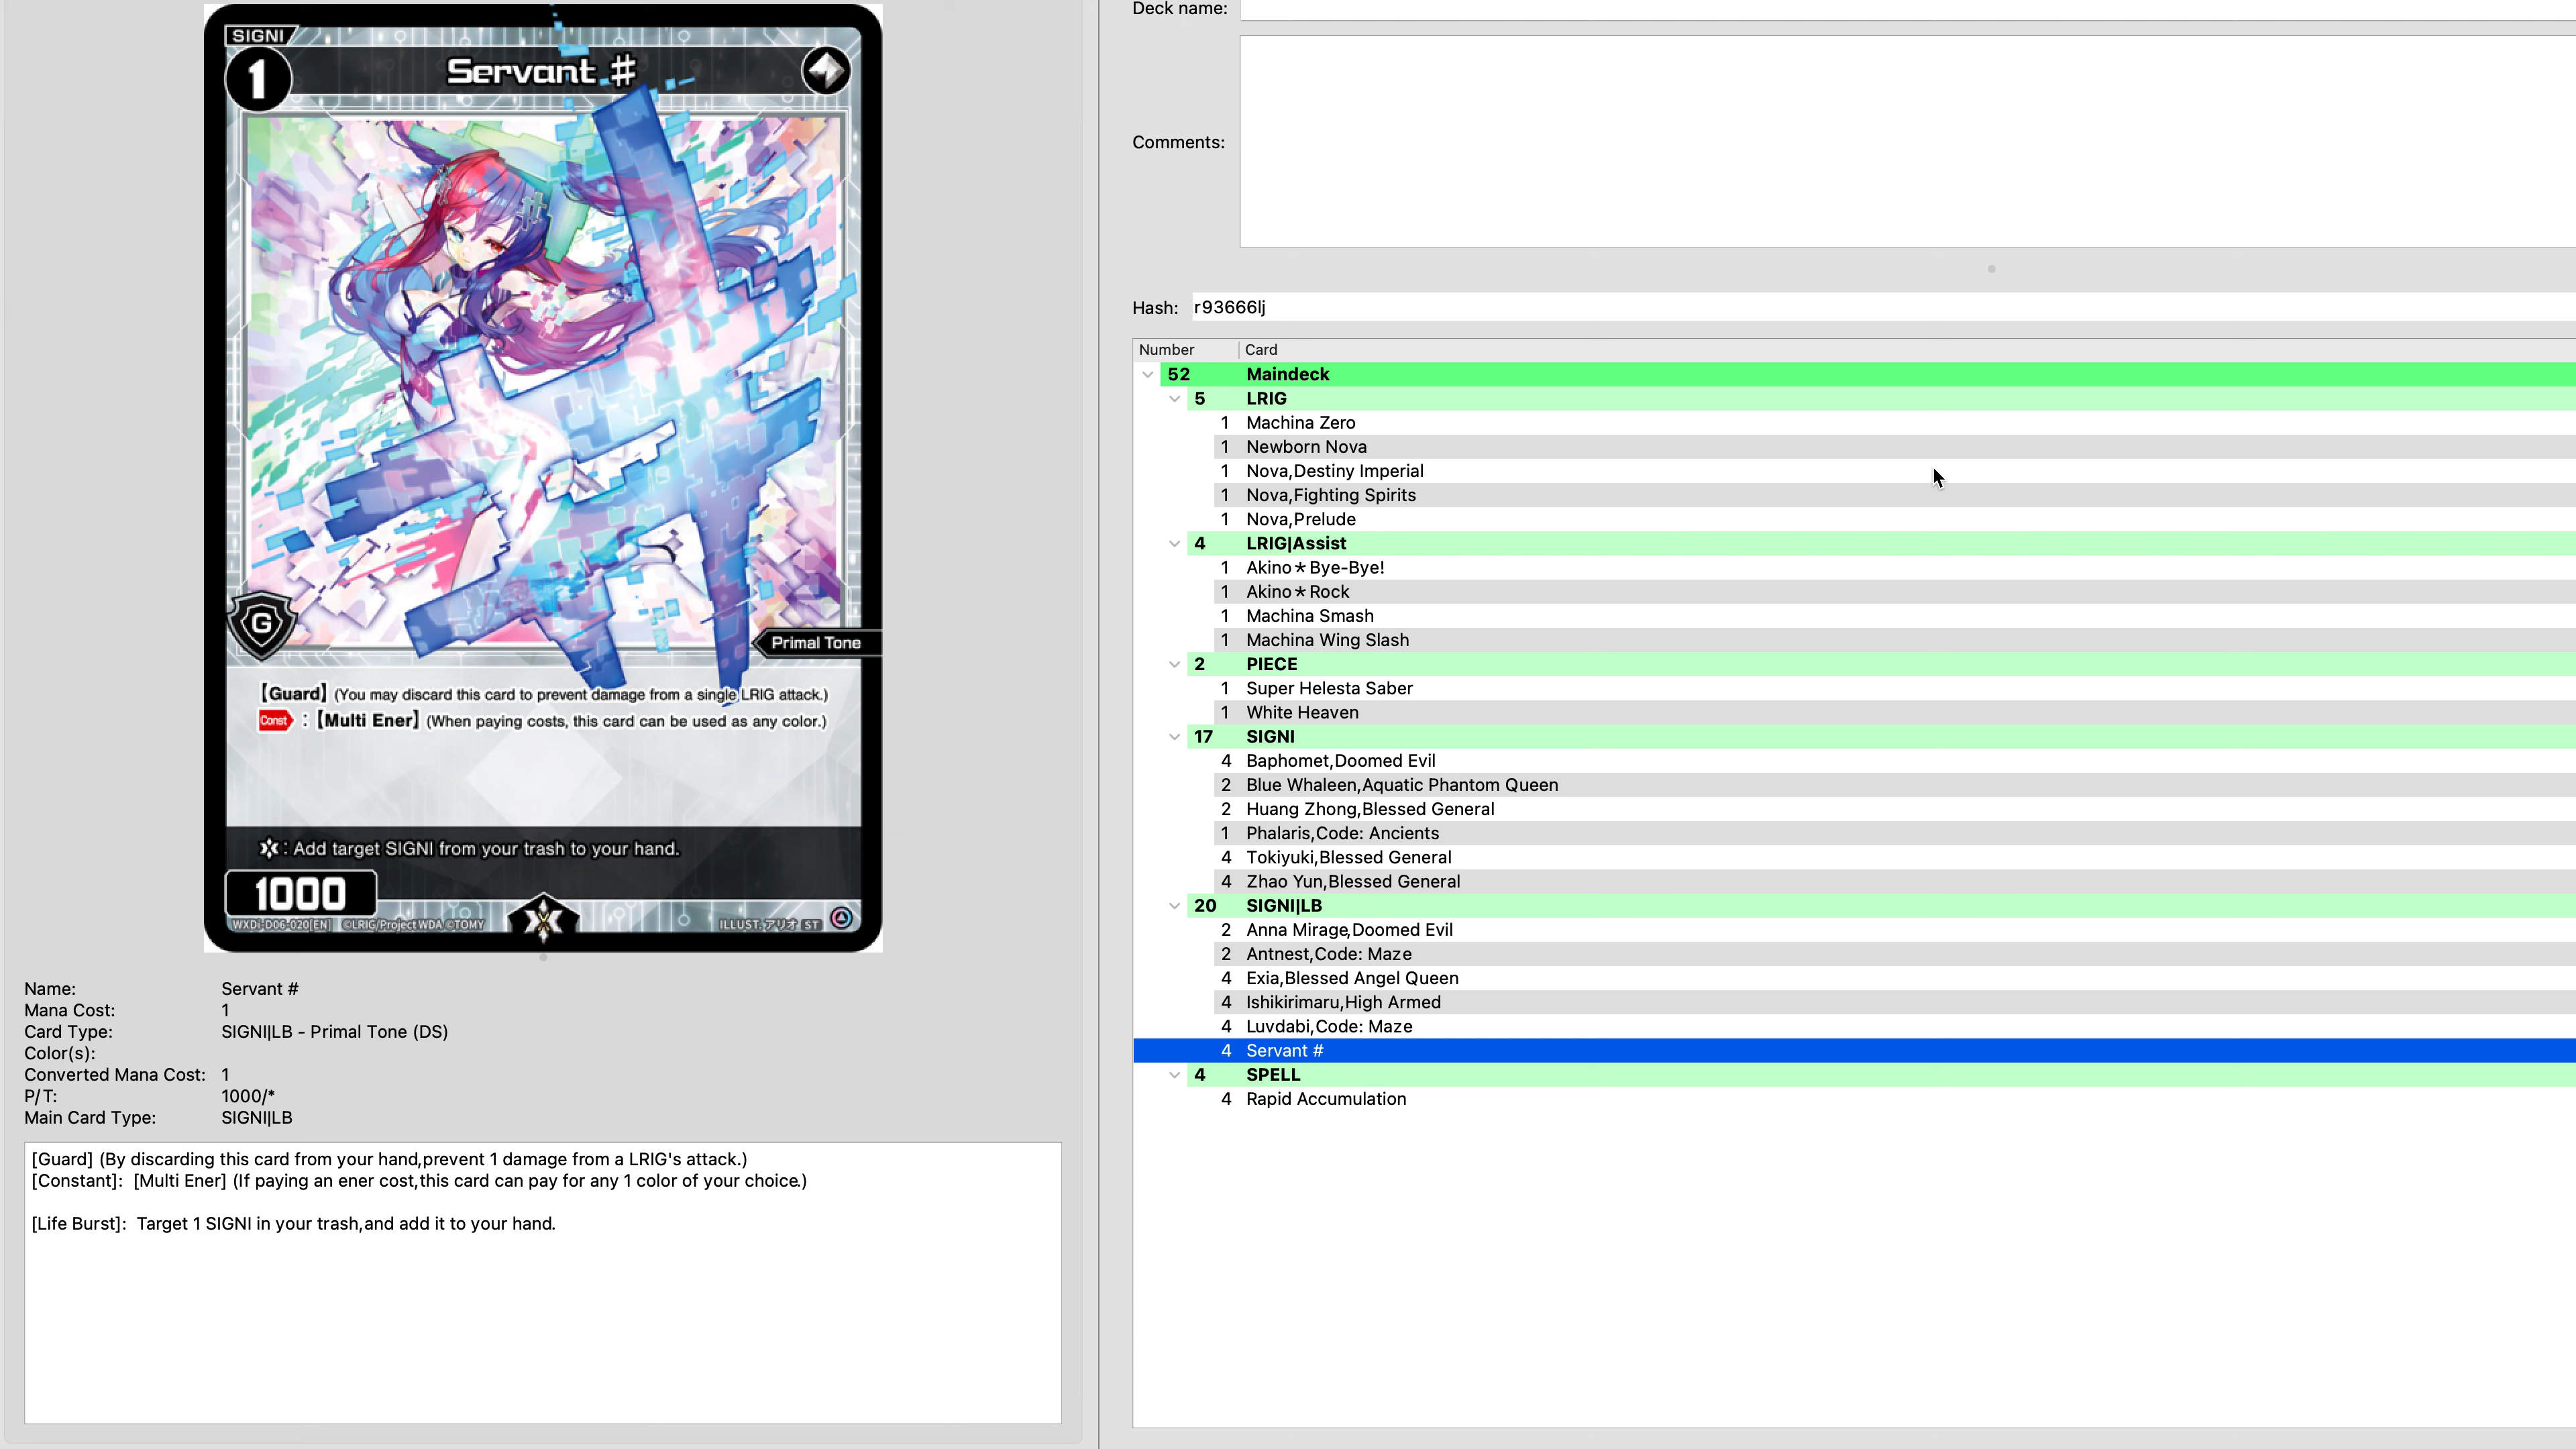 SIGNI
1
Servant #
G
Primal Tone
【Guard】 (You may discard this card to prevent damage from a single LRIG attack.)
Const : 【Multi Ener】 (When paying costs, this card can be used as any color.)
: Add target SIGNI from your trash to your hand.
1000
WXDi-D06-020[EN] ©LRIG/Project WDA ©TOMY
ILLUST. アリオ ST
Name: Servant #
Mana Cost: 1
Card Type: SIGNI|LB - Primal Tone (DS)
Color(s):
Converted Mana Cost: 1
P/T: 1000/*
Main Card Type: SIGNI|LB
[Guard] (By discarding this card from your hand,prevent 1 damage from a LRIG's attack.)
[Constant]: [Multi Ener] (If paying an ener cost,this card can pay for any 1 color of your choice.)
[Life Burst]: Target 1 SIGNI in your trash,and add it to your hand.
Deck name:
Comments:
Hash: r93666lj
Number Card
52 Maindeck
5 LRIG
1 Machina Zero
1 Newborn Nova
1 Nova,Destiny Imperial
1 Nova,Fighting Spirits
1 Nova,Prelude
4 LRIG|Assist
1 Akino＊Bye-Bye!
1 Akino＊Rock
1 Machina Smash
1 Machina Wing Slash
2 PIECE
1 Super Helesta Saber
1 White Heaven
17 SIGNI
4 Baphomet,Doomed Evil
2 Blue Whaleen,Aquatic Phantom Queen
2 Huang Zhong,Blessed General
1 Phalaris,Code: Ancients
4 Tokiyuki,Blessed General
4 Zhao Yun,Blessed General
20 SIGNI|LB
2 Anna Mirage,Doomed Evil
2 Antnest,Code: Maze
4 Exia,Blessed Angel Queen
4 Ishikirimaru,High Armed
4 Luvdabi,Code: Maze
4 Servant #
4 SPELL
4 Rapid Accumulation